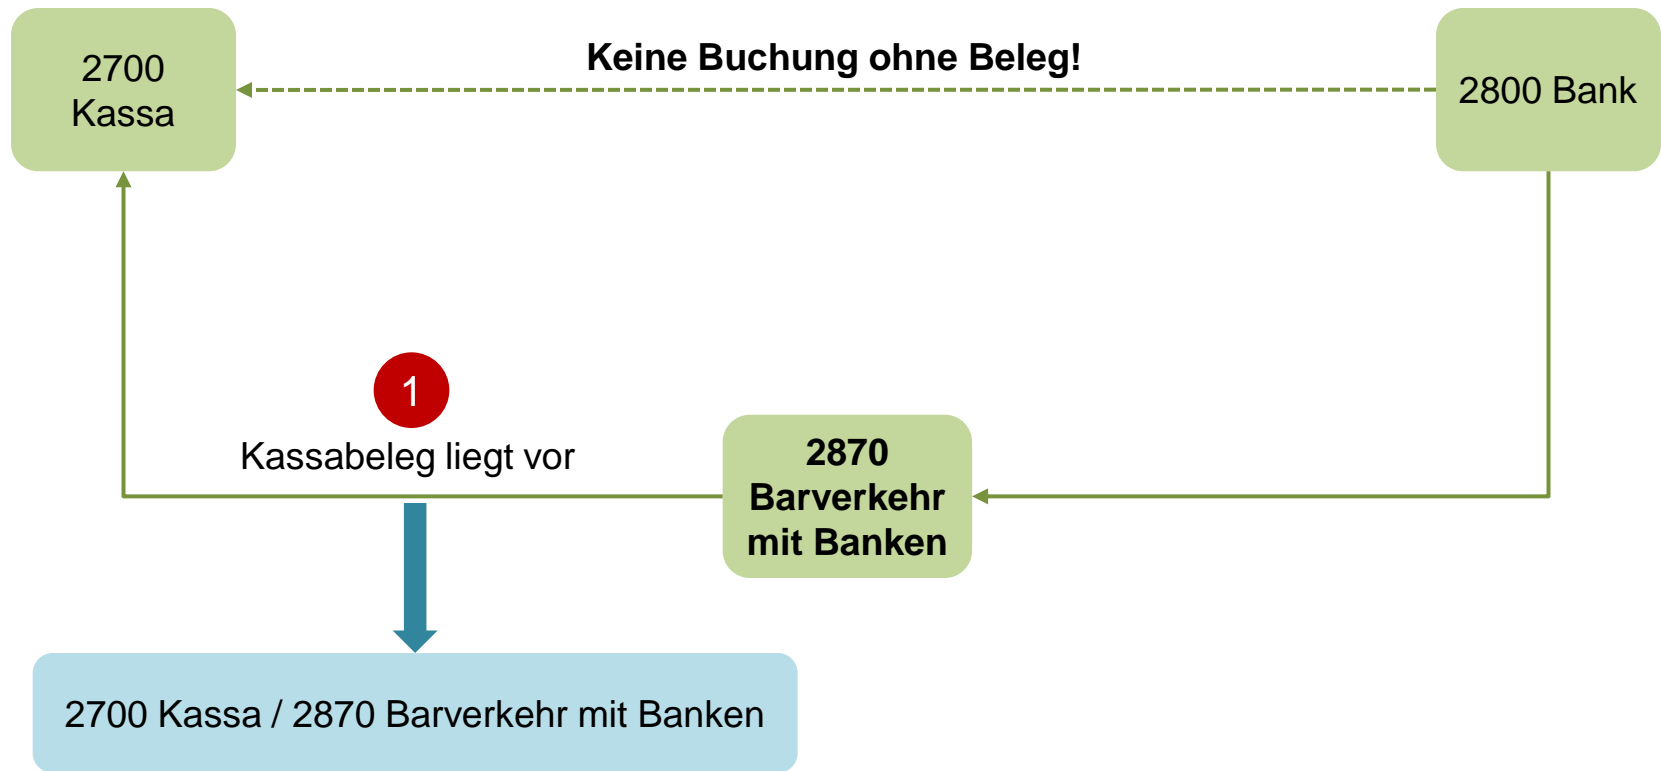 Keine Buchung ohne Beleg!
2700
Kassa
2800 Bank
1
Kassabeleg liegt vor
2870
Barverkehr
mit Banken
2700 Kassa / 2870 Barverkehr mit Banken